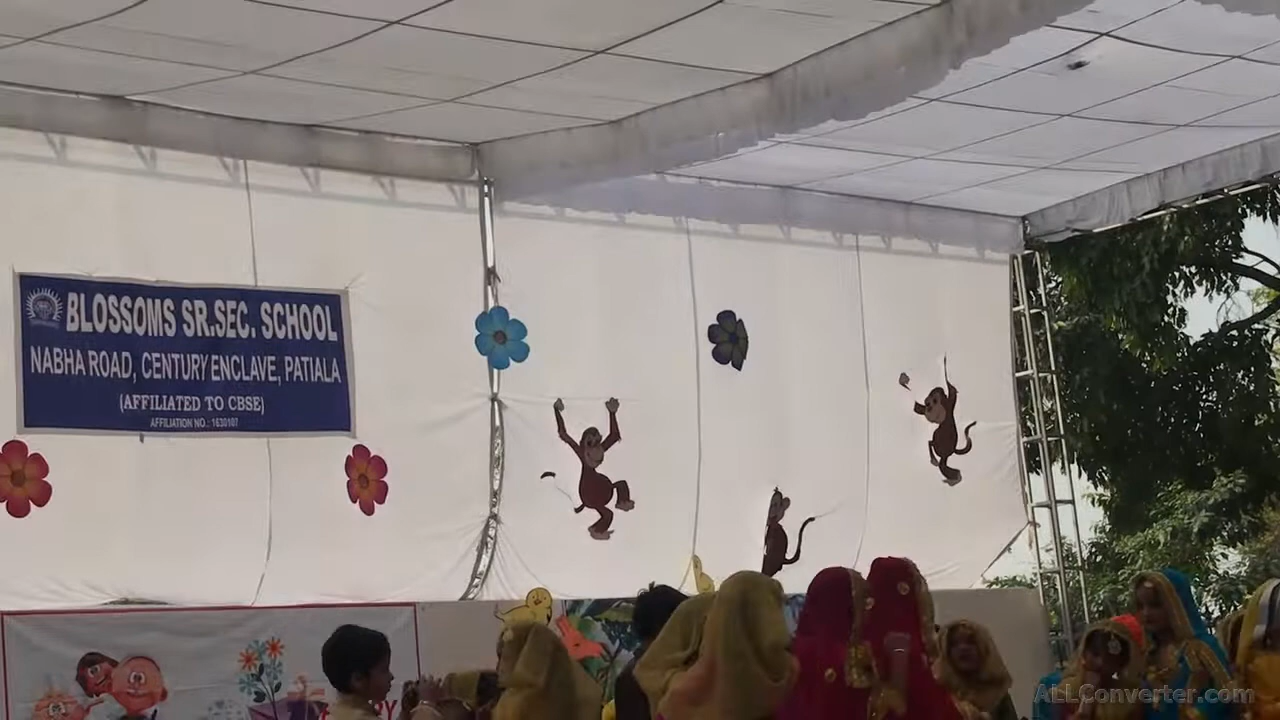 BLOSSOMS SR.SEC. SCHOOL
NABHA ROAD, CENTURY ENCLAVE, PATIALA
(AFFILIATED TO CBSE)
AFFILIATION NO.: 1630107
ALLConverter.com